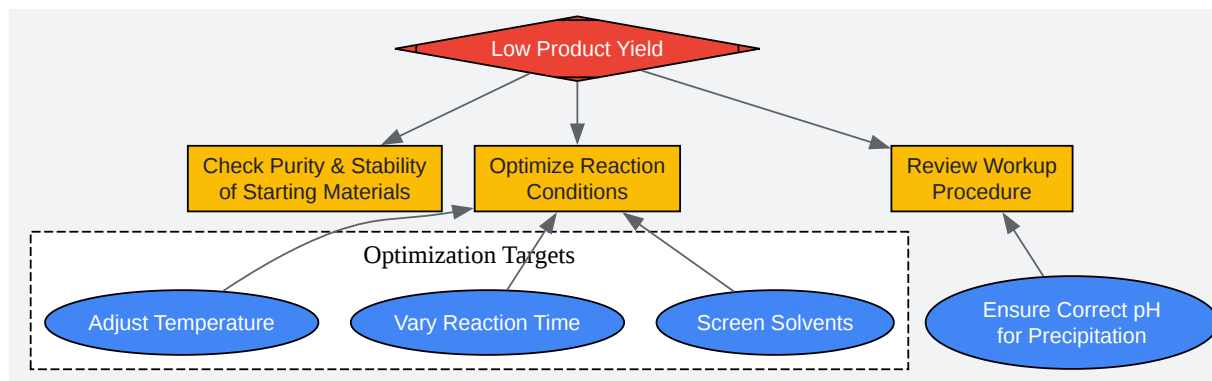 Low Product Yield
Check Purity & Stability
of Starting Materials
Optimize Reaction
Conditions
Review Workup
Procedure
Optimization Targets
Adjust Temperature
Vary Reaction Time
Screen Solvents
Ensure Correct pH
for Precipitation